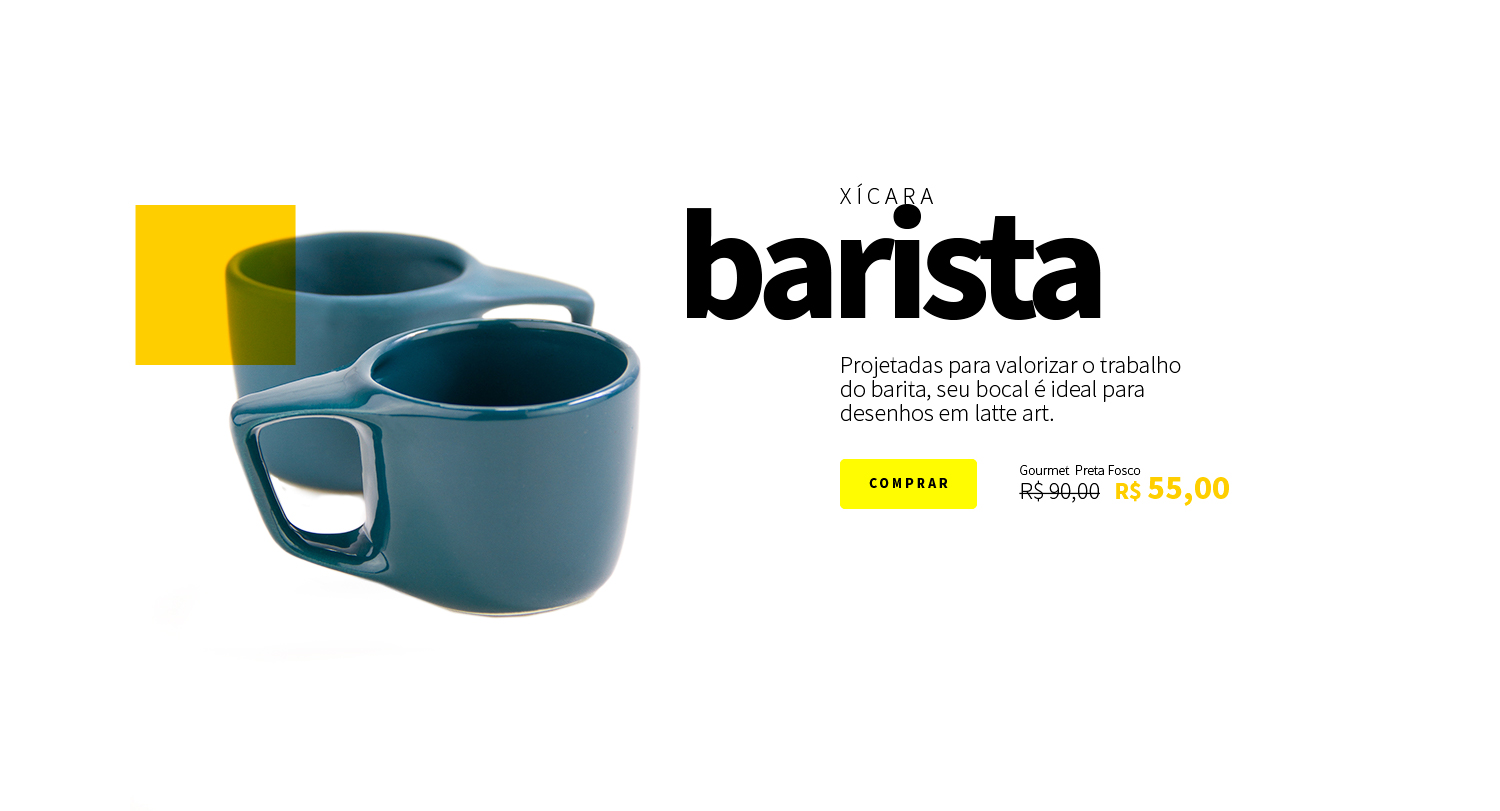 XÍCARA
barista
Projetadas para valorizar o trabalho
do barita, seu bocal é ideal para
desenhos em latte art.
COMPRAR
Gourmet Preta Fosco
R$ 90,00 R$ 55,00